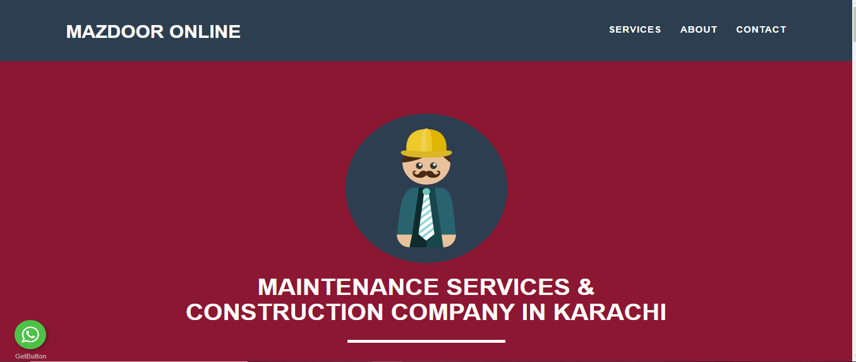 MAZDOOR ONLINE
SERVICES ABOUT CONTACT
MAINTENANCE SERVICES &
CONSTRUCTION COMPANY IN KARACHI
GetButton